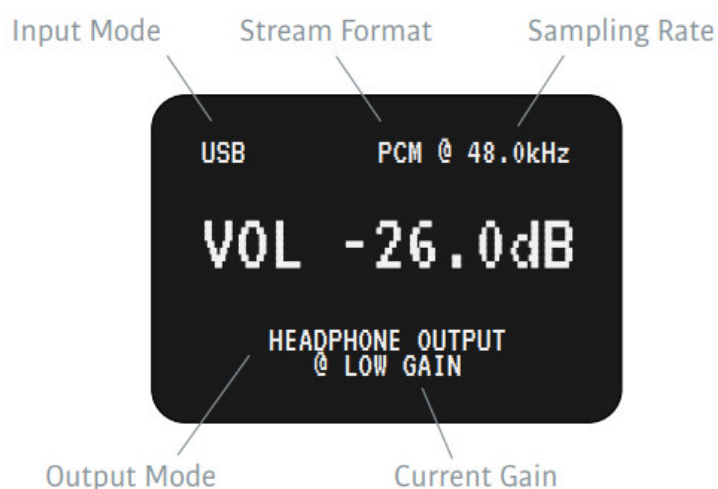 Input Mode Stream Format Sampling Rate
USB PCM @ 48.0kHz
VOL -26.0dB
HEADPHONE OUTPUT
@ LOW GAIN
Output Mode Current Gain